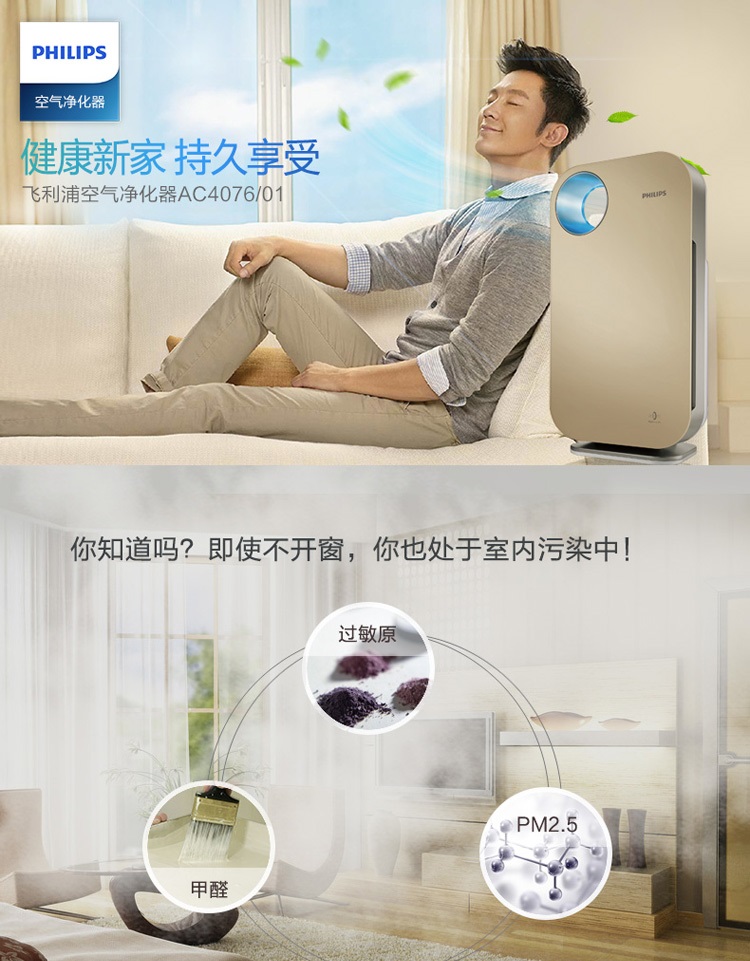 PHILIPS
空气净化器
健康新家 持久享受
飞利浦空气净化器AC4076/01
PHILIPS
你知道吗？即使不开窗，你也处于室内污染中！
过敏原
PM2.5
甲醛